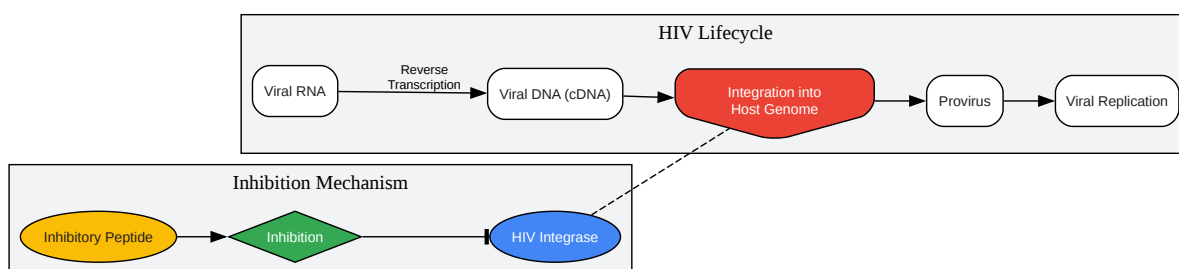 HIV Lifecycle
Viral RNA
Reverse
Transcription
Viral DNA (cDNA)
Integration into
Host Genome
Provirus
Viral Replication
Inhibition Mechanism
Inhibitory Peptide
Inhibition
HIV Integrase